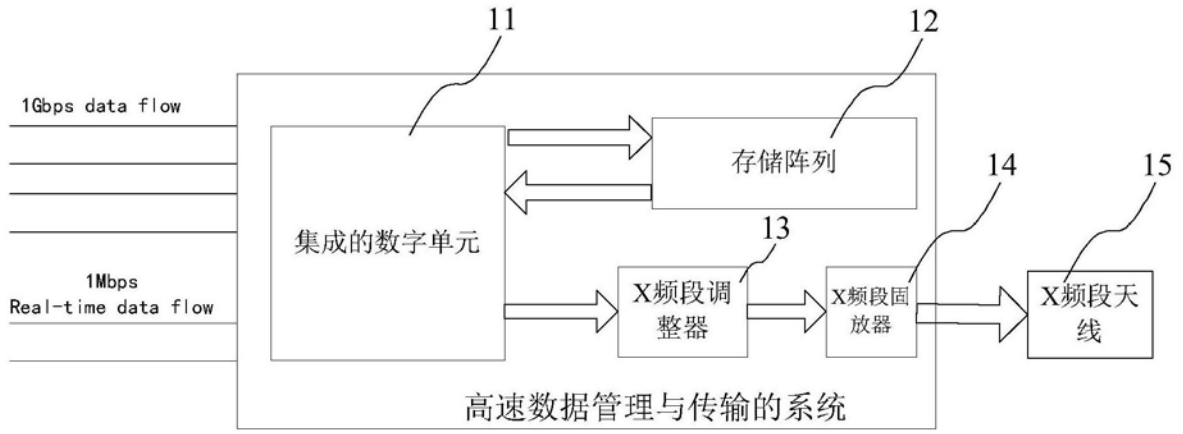 11
12
1Gbps data flow
存储阵列
14
15
集成的数字单元
13
1Mbps
Real-time data flow
X频段调
整器
X频段固
放器
X频段天
线
高速数据管理与传输的系统